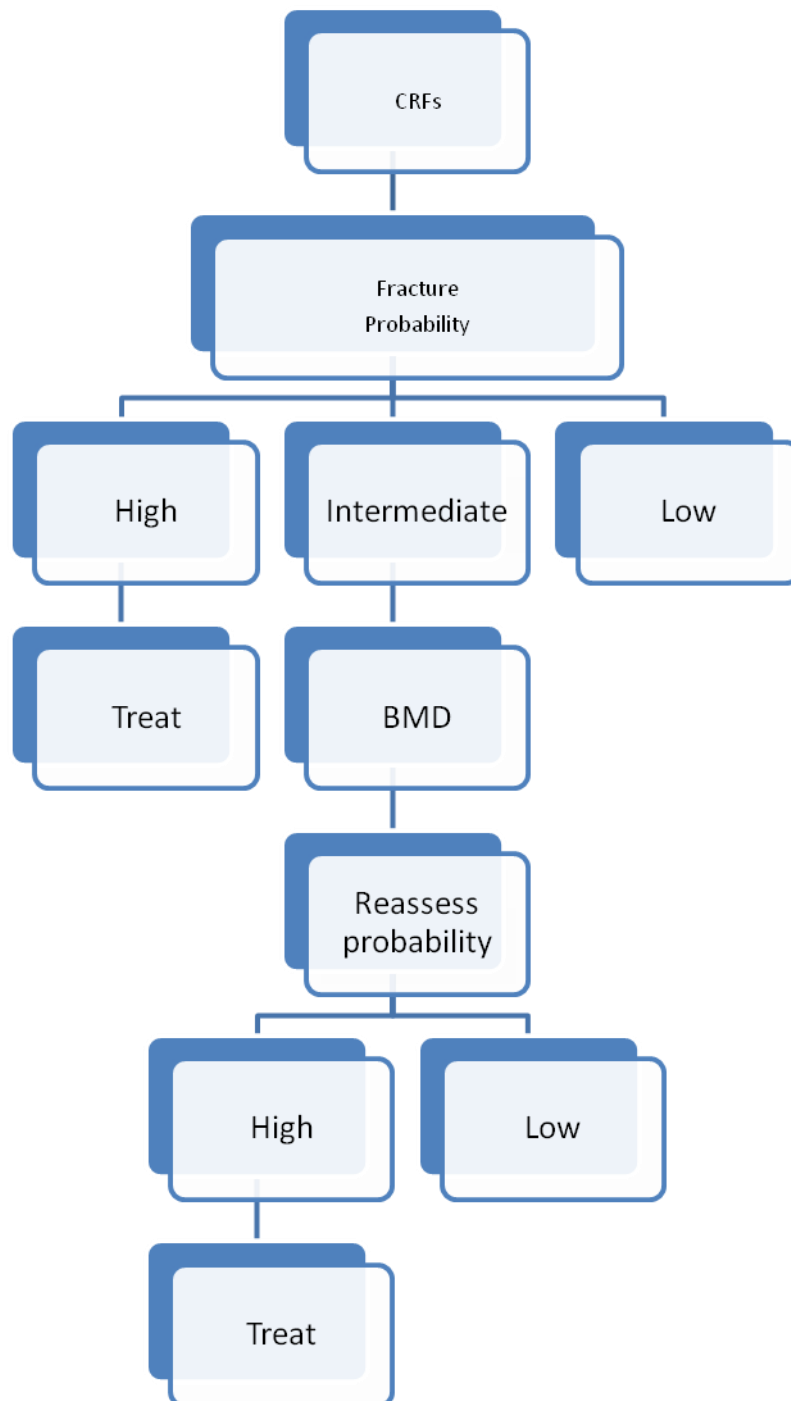 CRFs
Fracture
Probability
High
Intermediate
Low
Treat
BMD
Reassess
probability
High
Low
Treat